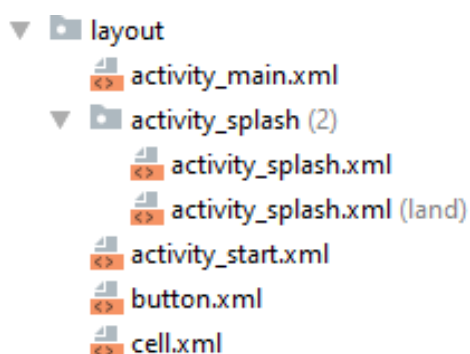 layout
activity_main.xml
activity_splash (2)
activity_splash.xml
activity_splash.xml (land)
activity_start.xml
button.xml
cell.xml